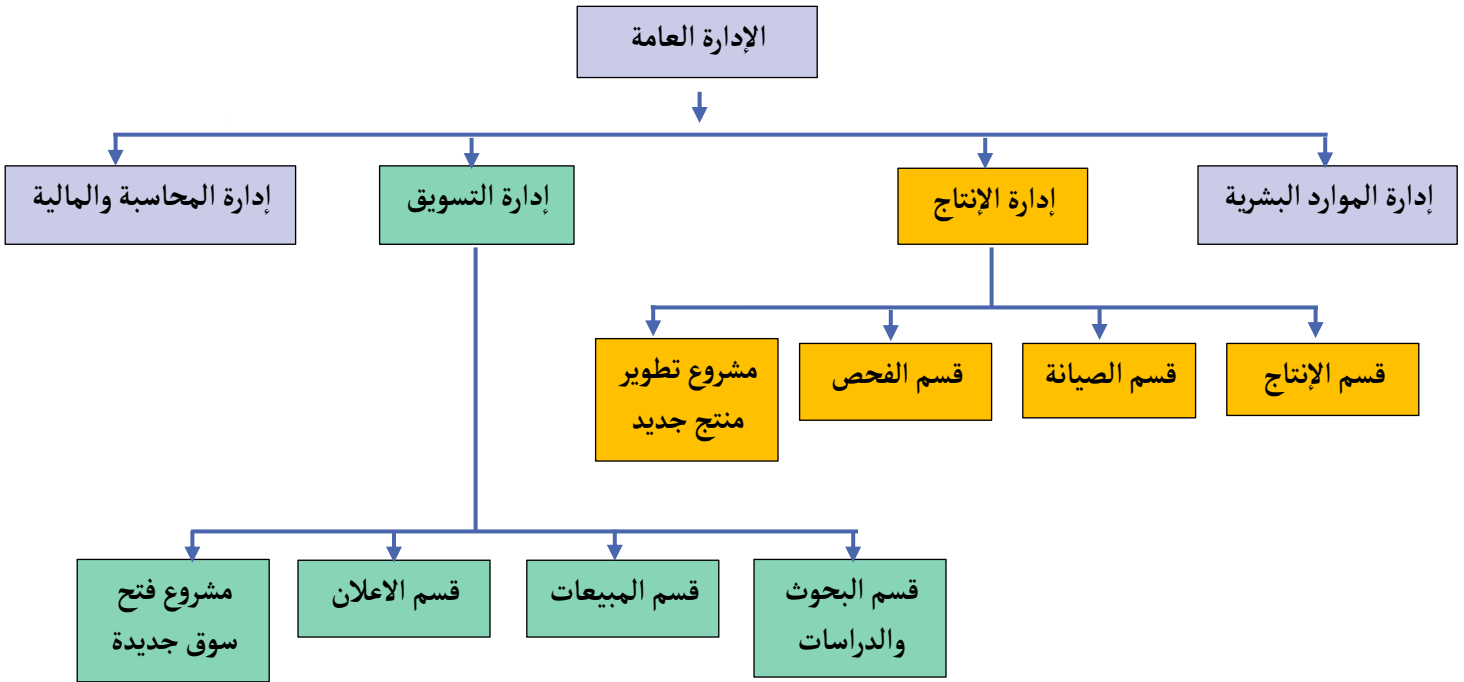 الإدارة العامة
إدارة الموارد البشرية
إدارة الإنتاج
إدارة التسويق
إدارة المحاسبة والمالية
قسم الإنتاج
قسم الصيانة
قسم الفحص
مشروع تطوير
منتج جديد
قسم البحوث
والدراسات
قسم المبيعات
قسم الاعلان
مشروع فتح
سوق جديدة